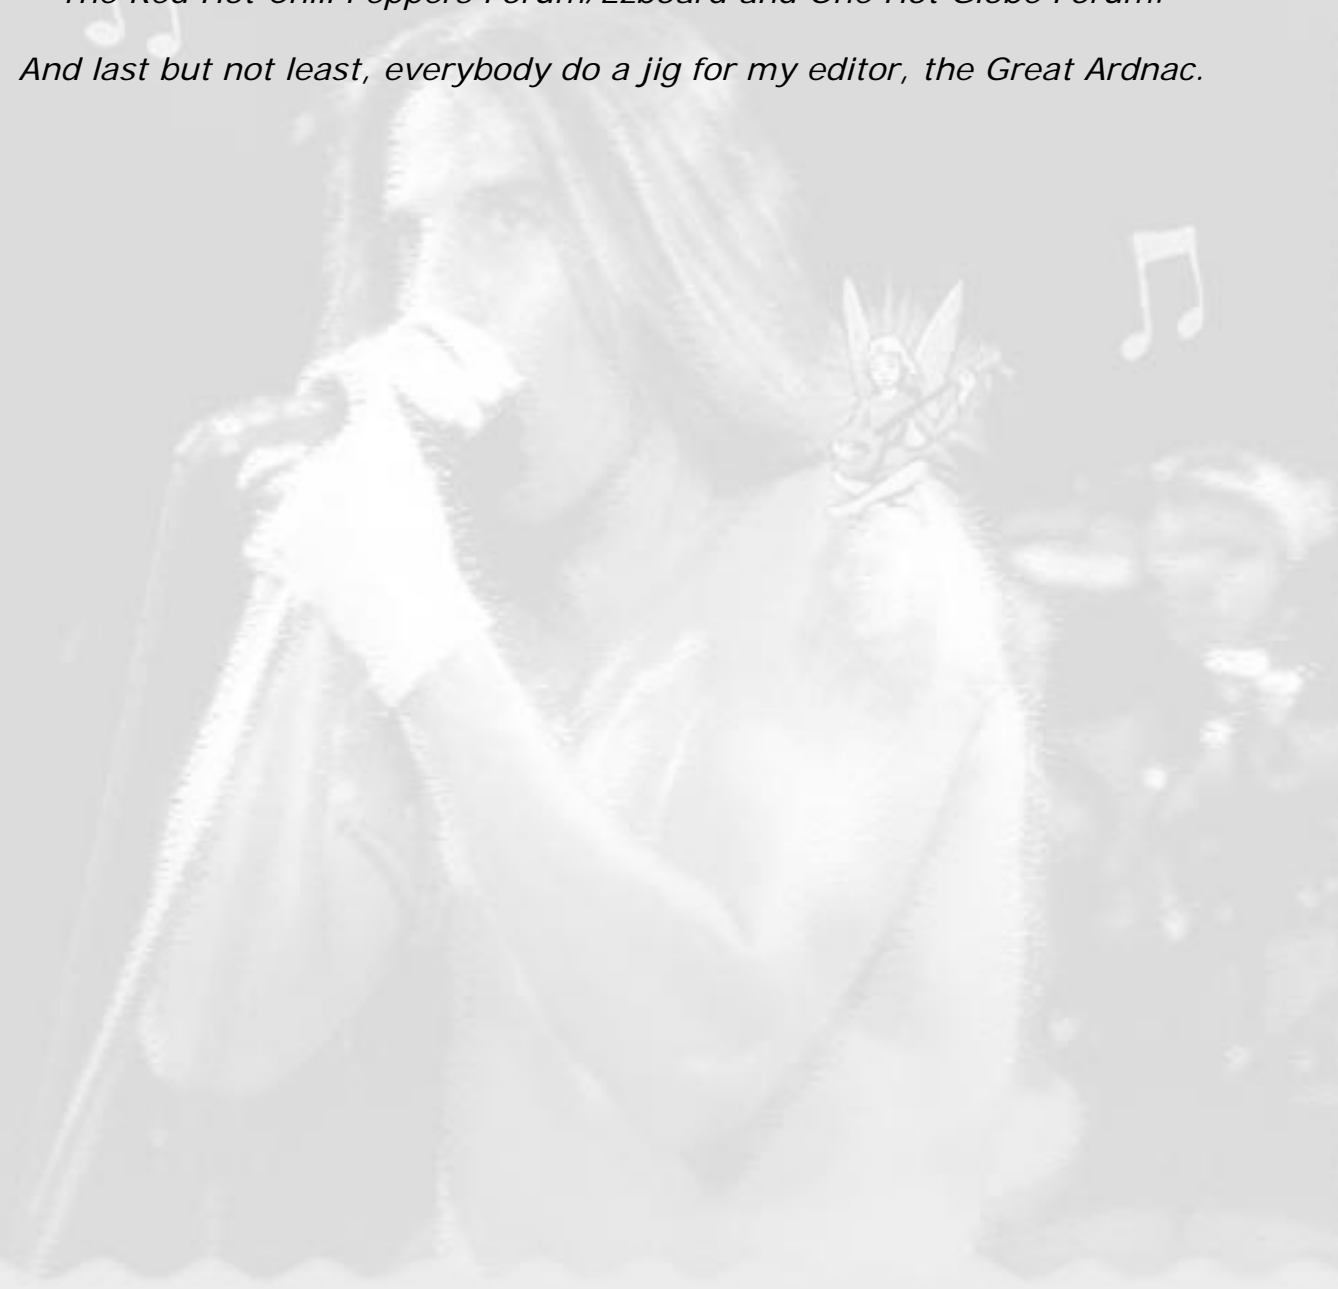 The Red Hot Chili Peppers Forum/Ezboard and One Hot Globe Forum.
And last but not least, everybody do a jig for my editor, the Great Ardnac.